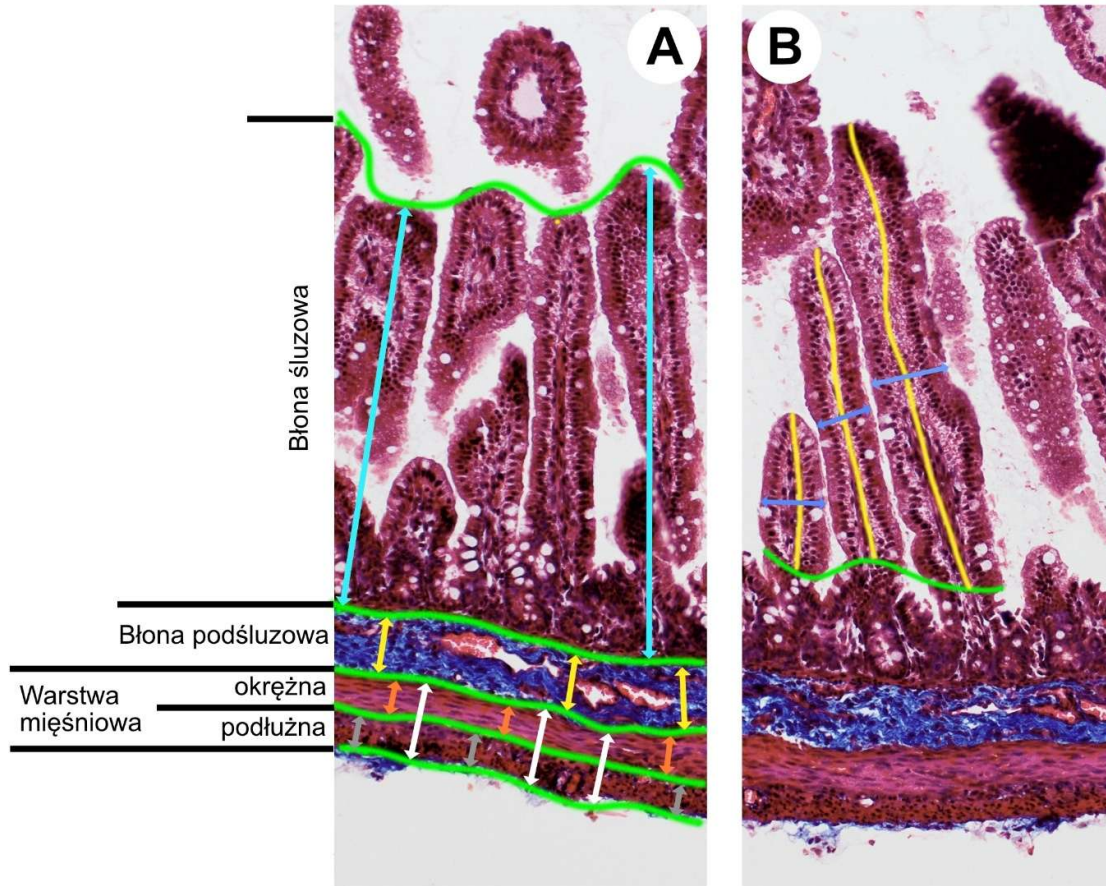 A
B
Błona śluzowa
Błona podśluzowa
Warstwa
mięśniowa
okrężna
podłużna